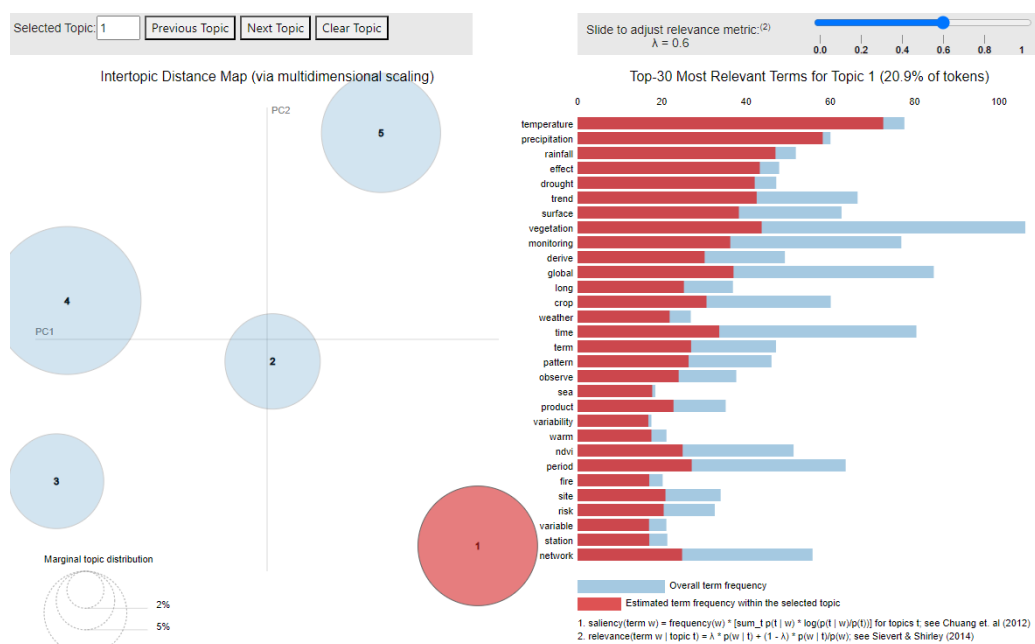 Selected Topic: 1 Previous Topic Next Topic Clear Topic
Slide to adjust relevance metric:(2)
λ = 0.6
0.0 0.2 0.4 0.6 0.8 1
Intertopic Distance Map (via multidimensional scaling)
PC2
5
4
PC1
2
3
1
Marginal topic distribution
2%
5%
Top-30 Most Relevant Terms for Topic 1 (20.9% of tokens)
0 20 40 60 80 100
temperature
precipitation
rainfall
effect
drought
trend
surface
vegetation
monitoring
derive
global
long
crop
weather
time
term
pattern
observe
sea
product
variability
warm
ndvi
period
fire
site
risk
variable
station
network
Overall term frequency
Estimated term frequency within the selected topic
1. saliency(term w) = frequency(w) * [sum_t p(t | w) * log(p(t | w)/p(t))] for topics t; see Chuang et. al (2012)
2. relevance(term w | topic t) = λ * p(w | t) + (1 - λ) * p(w | t)/p(w); see Sievert & Shirley (2014)